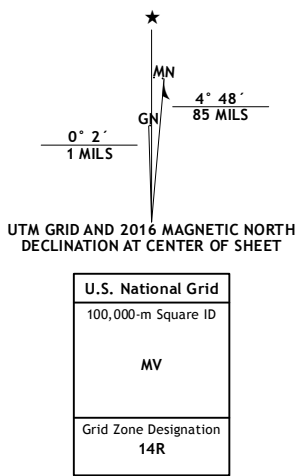 ★
MN
GN
4° 48´
85 MILS
0° 2´
1 MILS
UTM GRID AND 2016 MAGNETIC NORTH
DECLINATION AT CENTER OF SHEET
U.S. National Grid
100,000-m Square ID
MV
Grid Zone Designation
14R